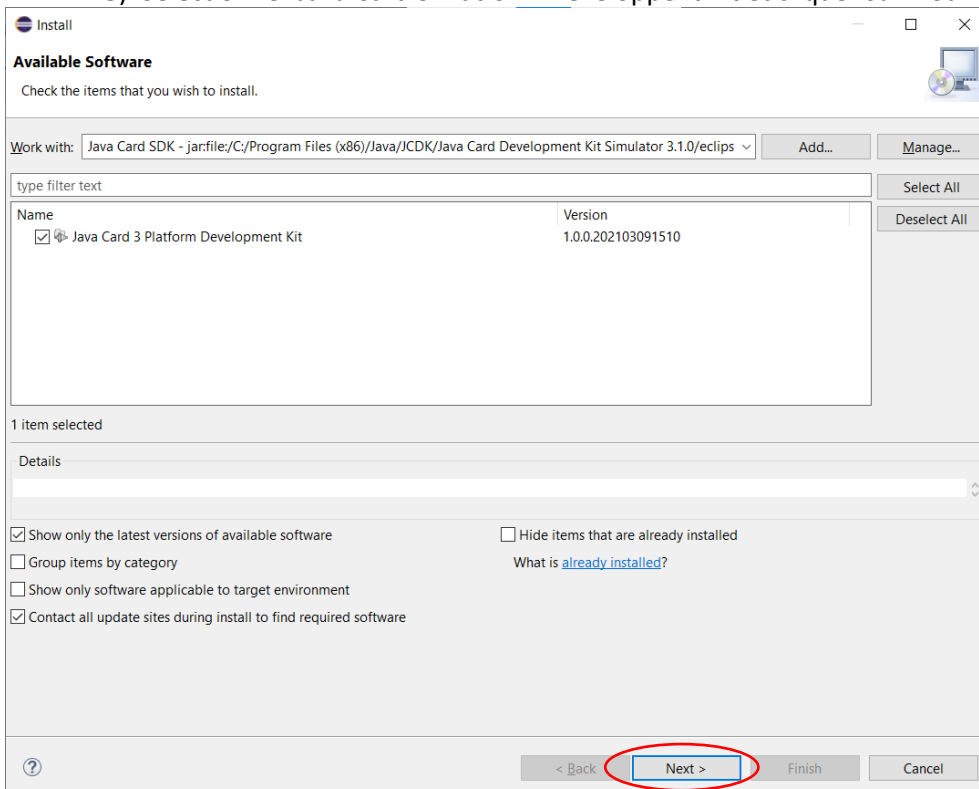 Install
Available Software
Check the items that you wish to install.
Work with: Java Card SDK - jar:file:/C:/Program Files (x86)/Java/JCDK/Java Card Development Kit Simulator 3.1.0/eclips Add... Manage...
type filter text Select All
Name Version Deselect All
Java Card 3 Platform Development Kit 1.0.0.202103091510
1 item selected
Details
Show only the latest versions of available software Hide items that are already installed
Group items by category What is already installed?
Show only software applicable to target environment
Contact all update sites during install to find required software
? < Back Next > Finish Cancel